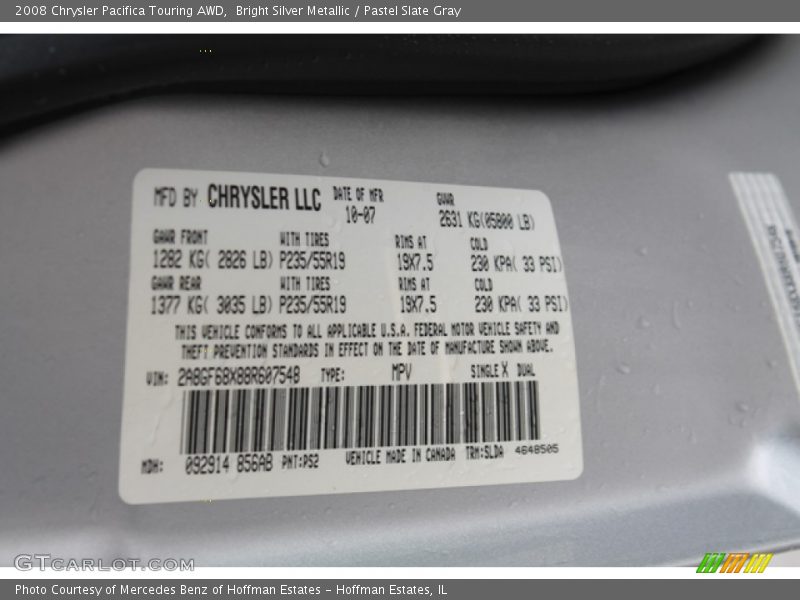 2008 Chrysler Pacifica Touring AWD, Bright Silver Metallic / Pastel Slate Gray
MFD BY CHRYSLER LLC DATE OF MFR GVWR
10-07 2631 KG(05800 LB)
GAWR FRONT WITH TIRES RIMS AT COLD
1282 KG( 2826 LB) P235/55R19 19X7.5 230 KPA( 33 PSI)
GAWR REAR WITH TIRES RIMS AT COLD
1377 KG( 3035 LB) P235/55R19 19X7.5 230 KPA( 33 PSI)
THIS VEHICLE CONFORMS TO ALL APPLICABLE U.S.A. FEDERAL MOTOR VEHICLE SAFETY AND
THEFT PREVENTION STANDARDS IN EFFECT ON THE DATE OF MANUFACTURE SHOWN ABOVE.
VIN: 2A8GF68X88R607548 TYPE: MPV SINGLE X DUAL
MDH: 092914 856AB PNT:PS2 VEHICLE MADE IN CANADA TRM:SLDA 4648505
GTCARLOT.COM
Photo Courtesy of Mercedes Benz of Hoffman Estates - Hoffman Estates, IL